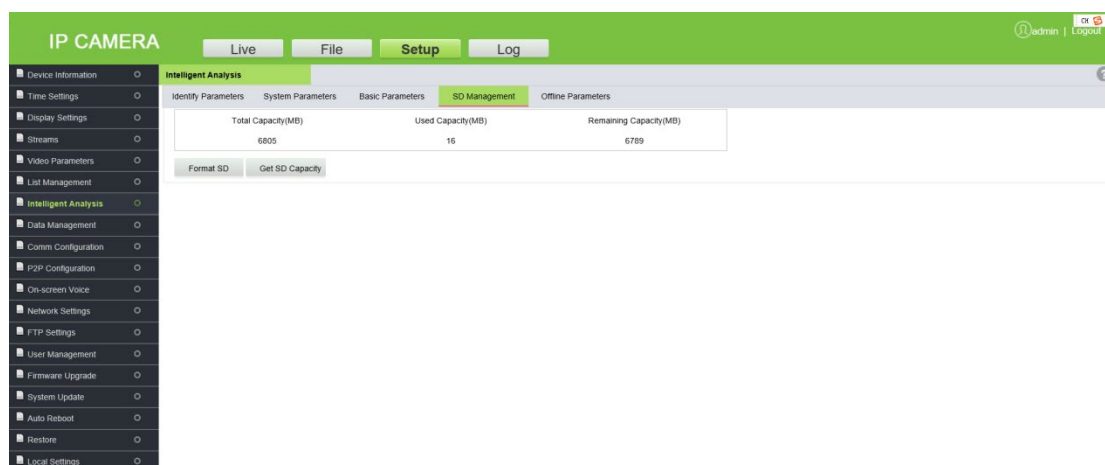 IP CAMERA
Live File Setup Log
admin | Logout
CH
Device Information
Time Settings
Display Settings
Streams
Video Parameters
List Management
Intelligent Analysis
Data Management
Comm Configuration
P2P Configuration
On-screen Voice
Network Settings
FTP Settings
User Management
Firmware Upgrade
System Update
Auto Reboot
Restore
Local Settings
Intelligent Analysis
Identify Parameters System Parameters Basic Parameters SD Management Offline Parameters
Total Capacity(MB) Used Capacity(MB) Remaining Capacity(MB)
6805 16 6789
Format SD Get SD Capacity